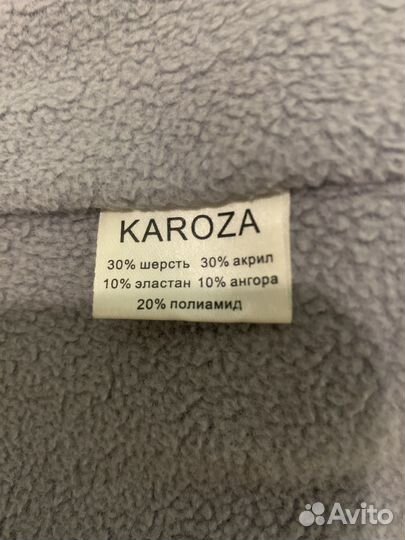 KAROZA
30% шерсть 30% акрил
10% эластан 10% ангора
20% полиамид
Avito